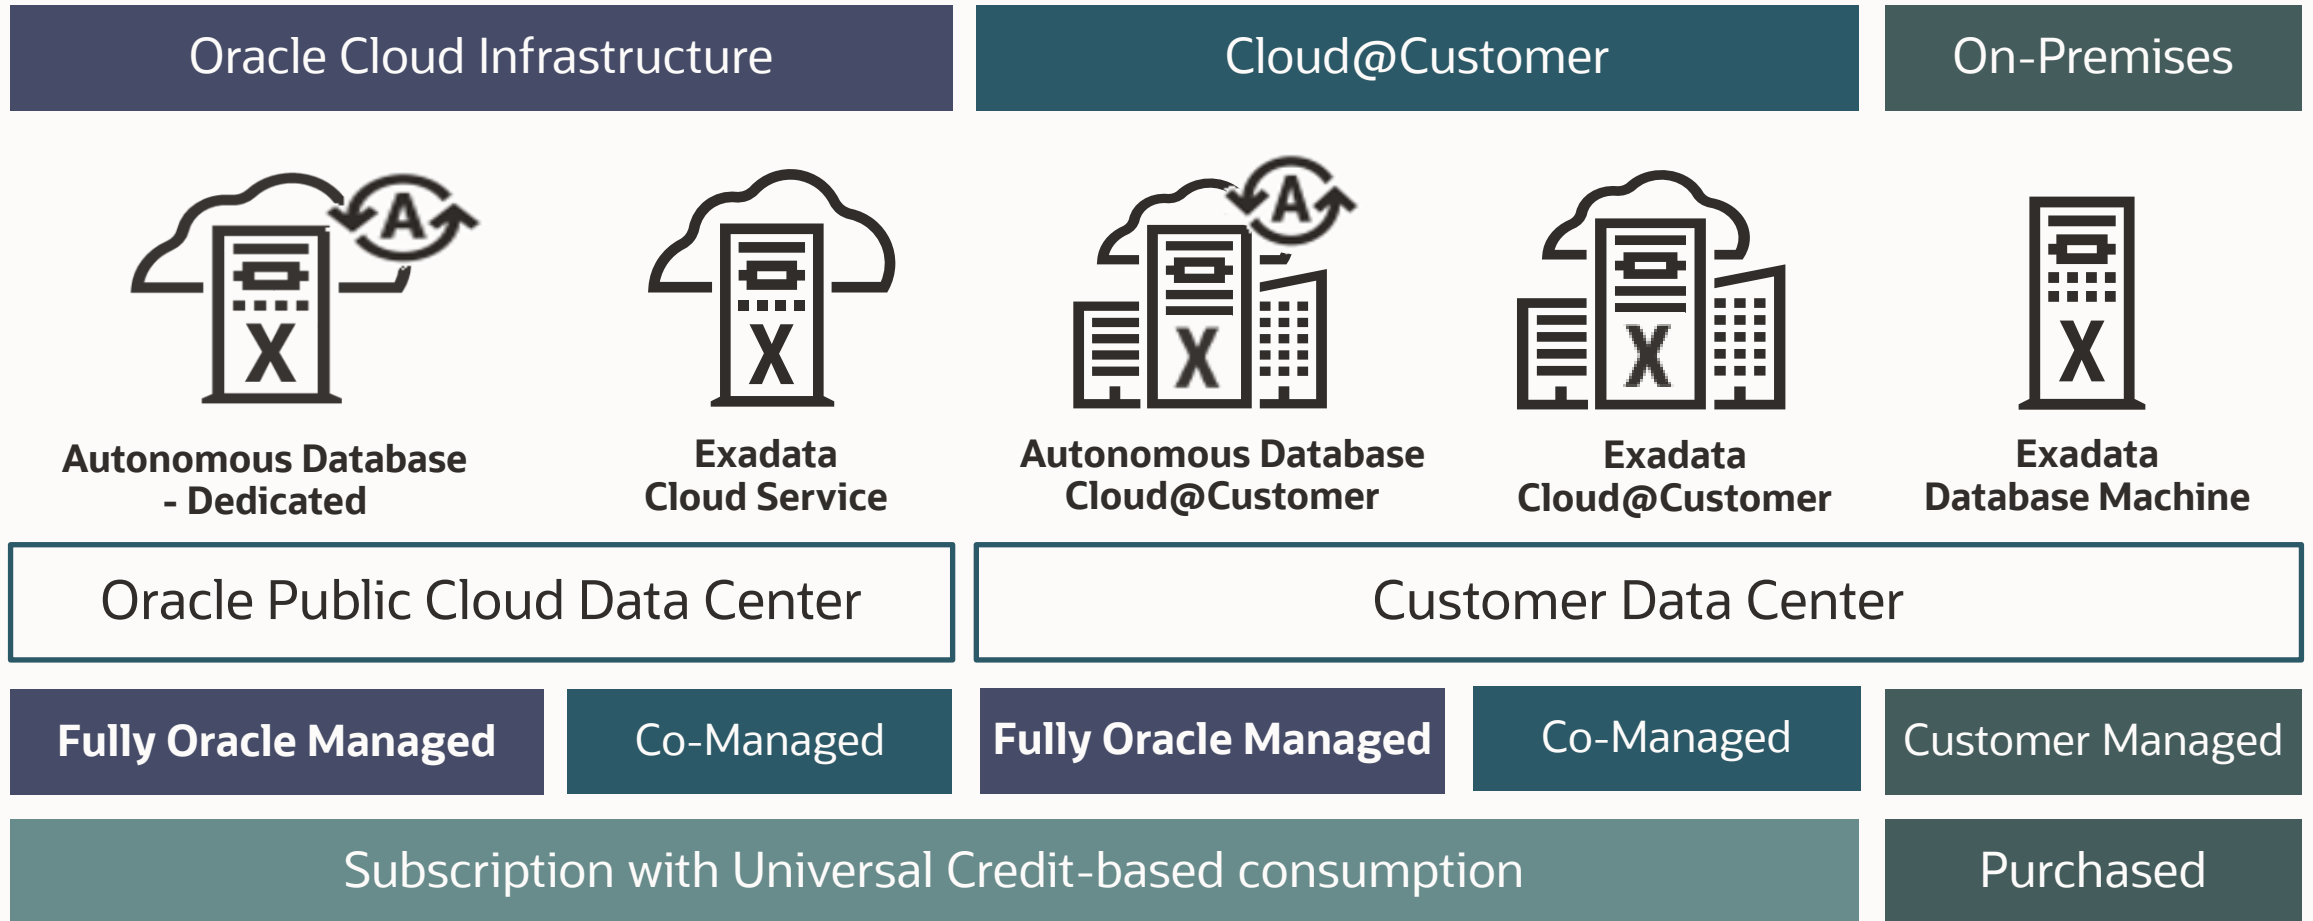 Oracle Cloud Infrastructure
Cloud@Customer
On-Premises
A
X
X
A
X
X
X
Autonomous Database
- Dedicated
Exadata
Cloud Service
Autonomous Database
Cloud@Customer
Exadata
Cloud@Customer
Exadata
Database Machine
Oracle Public Cloud Data Center
Customer Data Center
Fully Oracle Managed
Co-Managed
Fully Oracle Managed
Co-Managed
Customer Managed
Subscription with Universal Credit-based consumption
Purchased